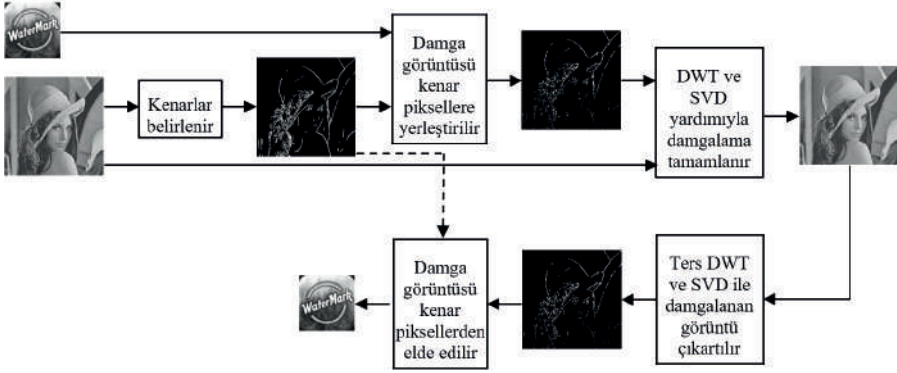 WaterMark
Damga
görüntüsü
kenar
piksellere
yerleştirilir
Kenarlar
belirlenir
DWT ve
SVD
yardımıyla
damgalama
tamamlanır
WaterMark
Damga
görüntüsü
kenar
piksellerden
elde edilir
Ters DWT
ve SVD ile
damgalanan
görüntü
çıkartılır